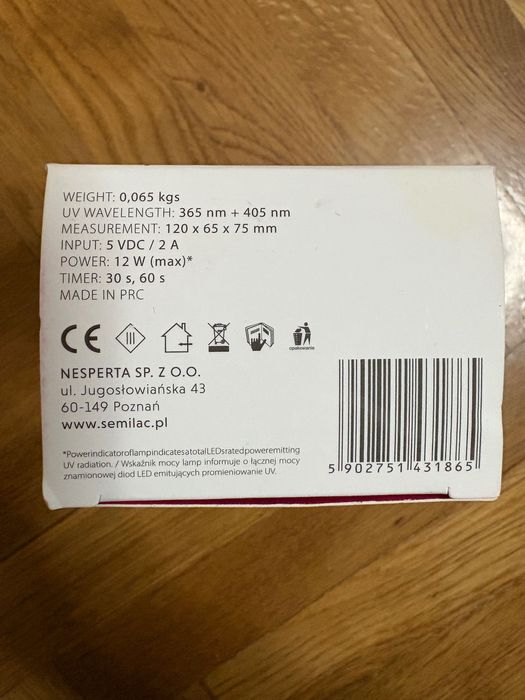 WEIGHT: 0,065 kgs
UV WAVELENGTH: 365 nm + 405 nm
MEASUREMENT: 120 x 65 x 75 mm
INPUT: 5 VDC / 2 A
POWER: 12 W (max)*
TIMER: 30 s, 60 s
MADE IN PRC
CE
III
opakowanie
NESPERTA SP. Z O.O.
ul. Jugosłowiańska 43
60-149 Poznań
www.semilac.pl
*PowerindicatoroflampindicatesatotalLEDsratedpoweremitting
UV radiation. / Wskaźnik mocy lamp informuje o łącznej mocy
znamionowej diod LED emitujących promieniowanie UV.
5 902751 431865